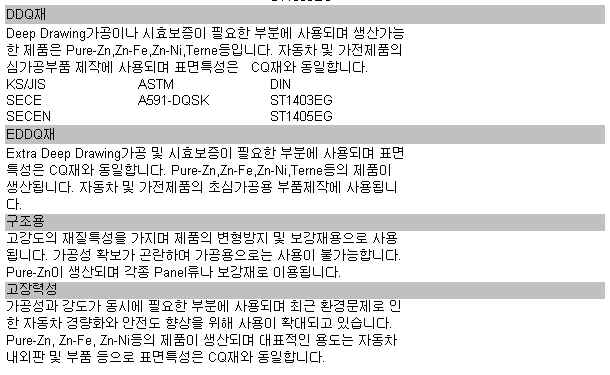 DDQ재
Deep Drawing가공이나 시효보증이 필요한 부분에 사용되며 생산가능
한 제품은 Pure-Zn,Zn-Fe,Zn-Ni,Terne등입니다. 자동차 및 가전제품의
심가공부품 제작에 사용되며 표면특성은 CQ재와 동일합니다.
KS/JIS ASTM DIN
SECE A591-DQSK ST1403EG
SECEN ST1405EG
EDDQ재
Extra Deep Drawing가공 및 시효보증이 필요한 부분에 사용되며 표면
특성은 CQ재와 동일합니다. Pure-Zn,Zn-Fe,Zn-Ni,Terne등의 제품이
생산됩니다. 자동차 및 가전제품의 초심가공용 부품제작에 사용됩니
다.
구조용
고강도의 재질특성을 가지며 제품의 변형방지 및 보강재용으로 사용
됩니다. 가공성 확보가 곤란하며 가공용으로는 사용이 불가능합니다.
Pure-Zn이 생산되며 각종 Panel류나 보강재로 이용됩니다.
고장력성
가공성과 강도가 동시에 필요한 부분에 사용되며 최근 환경문제로 인
한 자동차 경량화와 안전도 향상을 위해 사용이 확대되고 있습니다.
Pure-Zn, Zn-Fe, Zn-Ni등의 제품이 생산되며 대표적인 용도는 자동차
내외판 및 부품 등으로 표면특성은 CQ재와 동일합니다.